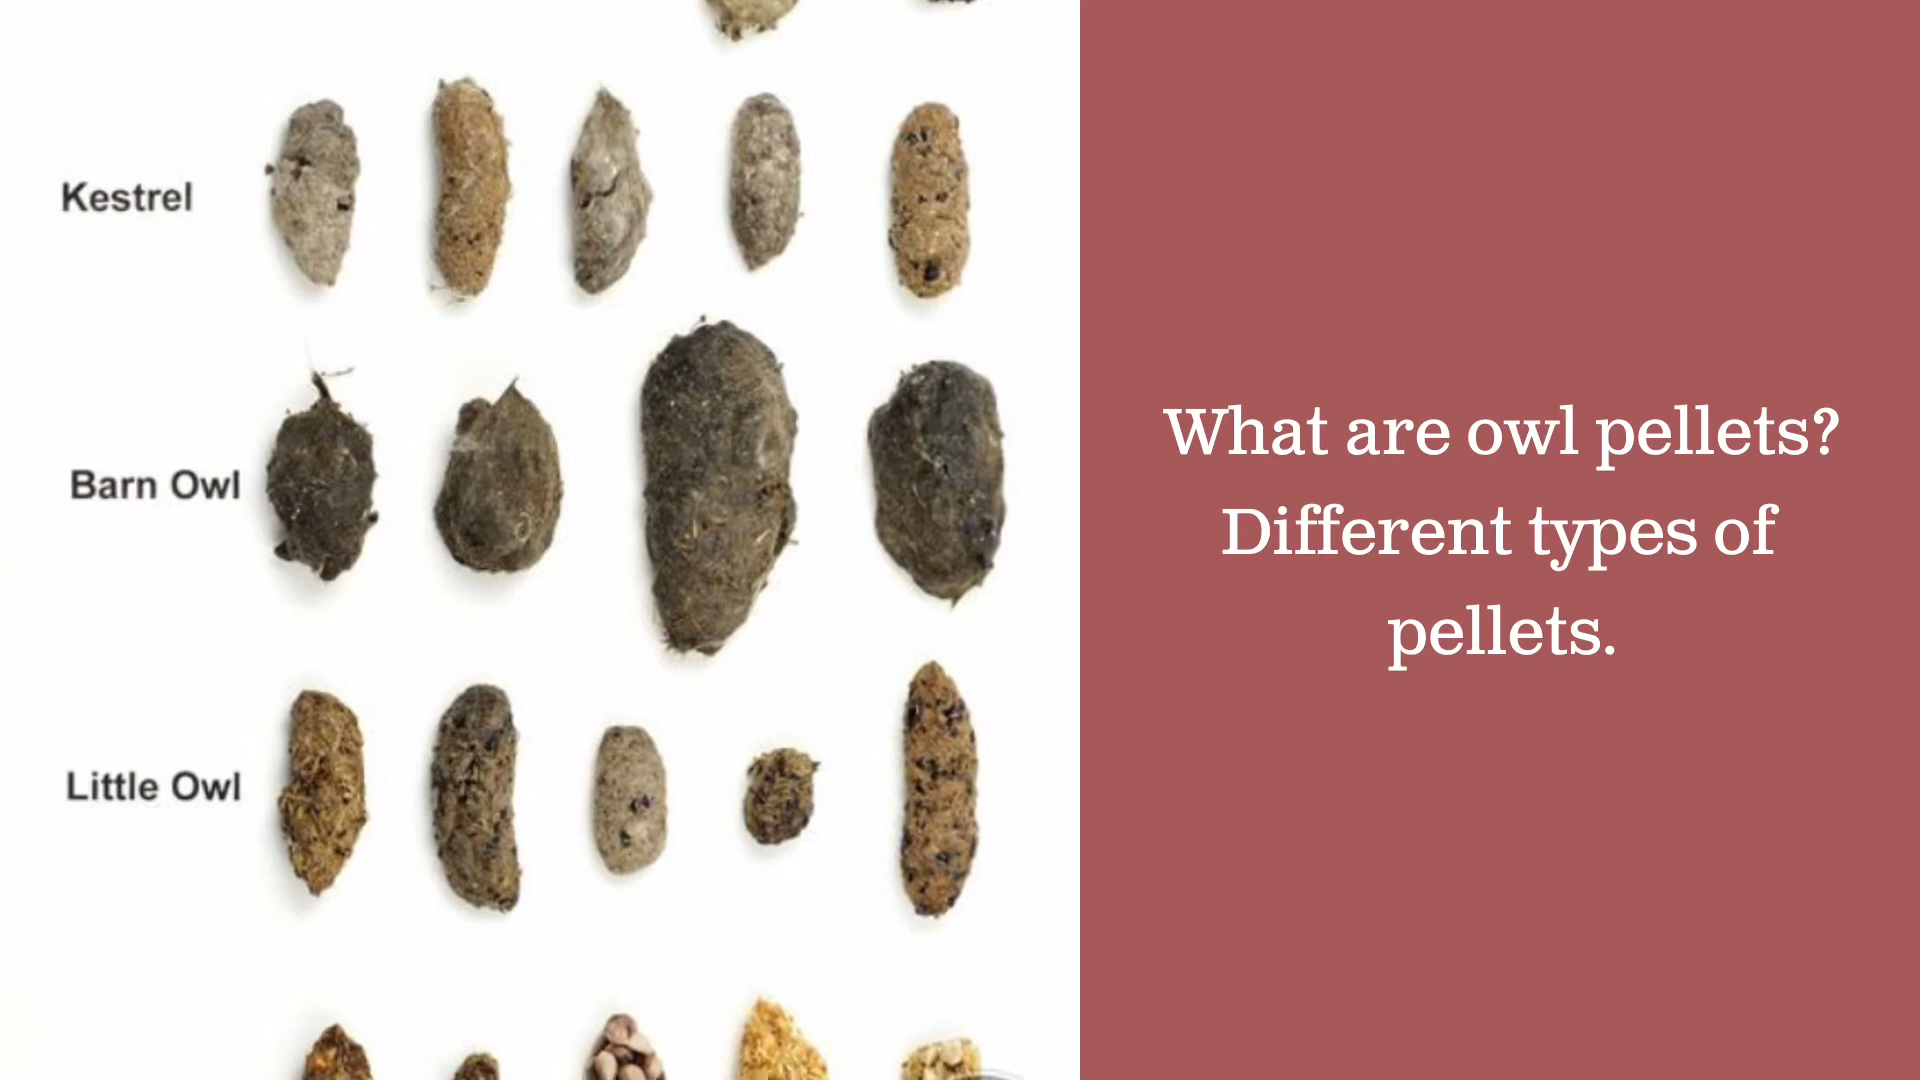 Kestrel
Barn Owl
Little Owl
What are owl pellets?
Different types of
pellets.